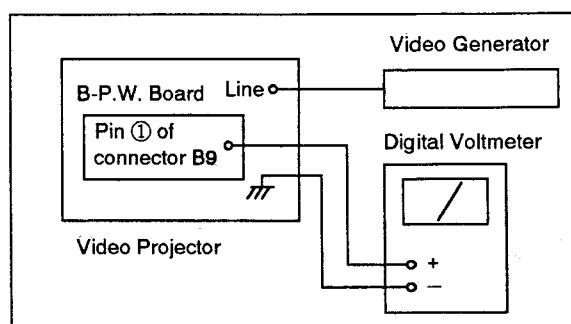 Video Generator
B-P.W. Board
Line
Pin ① of
connector B9
Digital Voltmeter
+
−
Video Projector